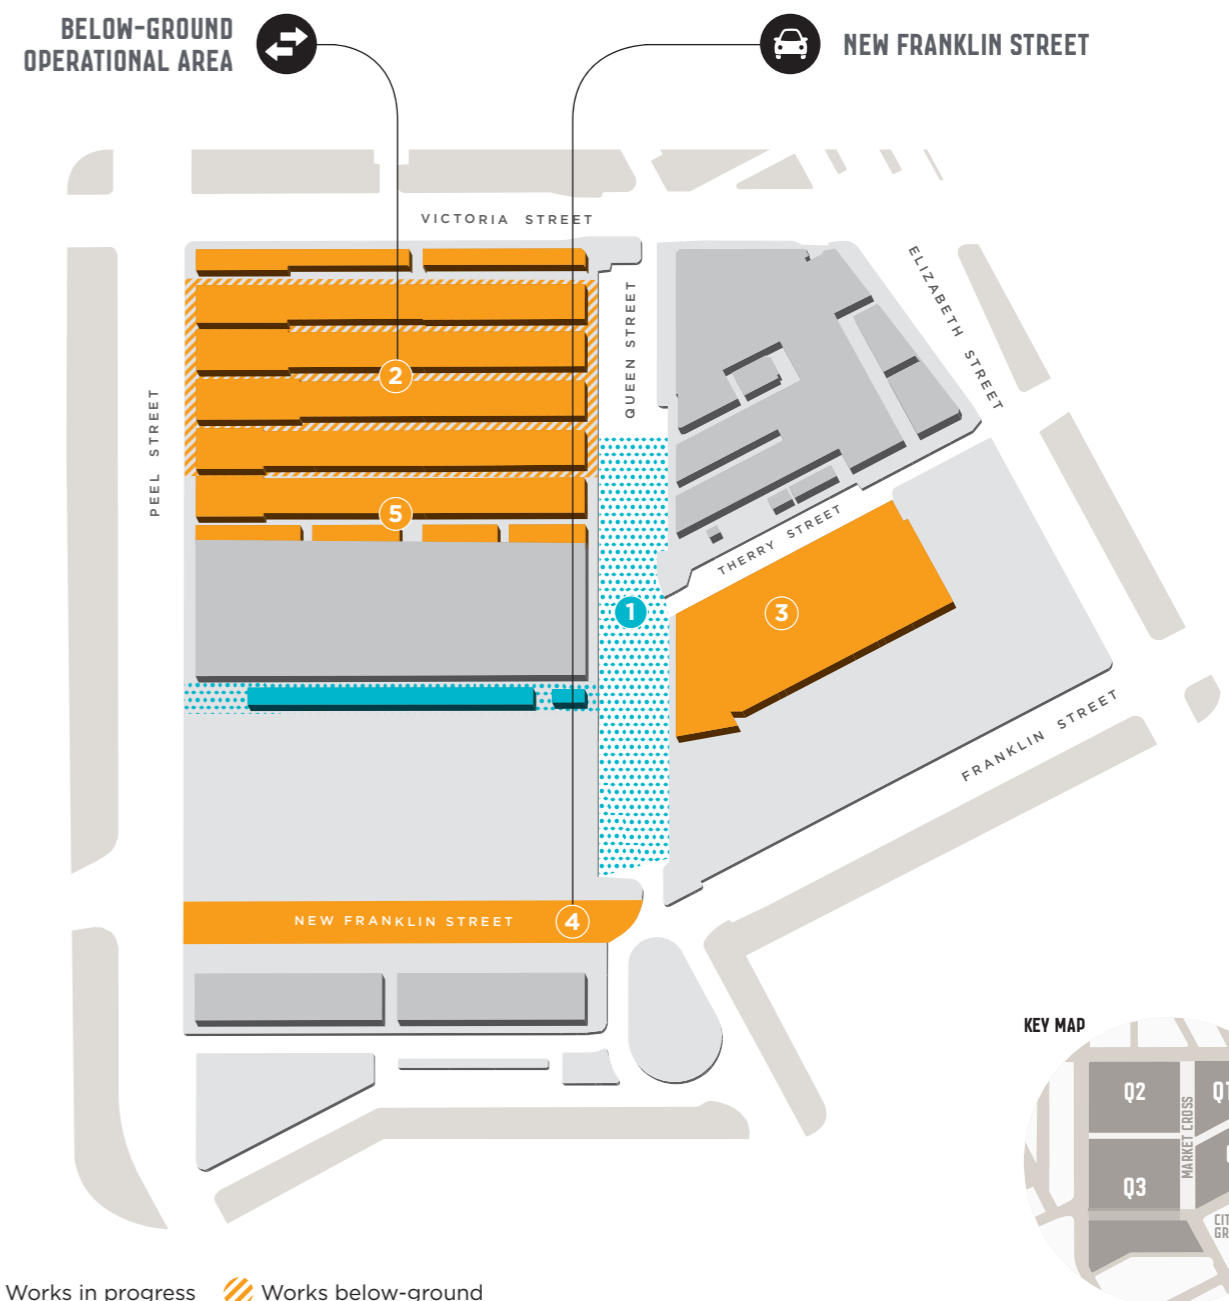 BELOW-GROUND
OPERATIONAL AREA
NEW FRANKLIN STREET
VICTORIA STREET
ELIZABETH STREET
QUEEN STREET
PEEL STREET
2
5
THERRY STREET
1
3
FRANKLIN STREET
NEW FRANKLIN STREET
4
KEY MAP
Q2
Q1
MARKET CROSS
Q3
Works in progress
Works below-ground